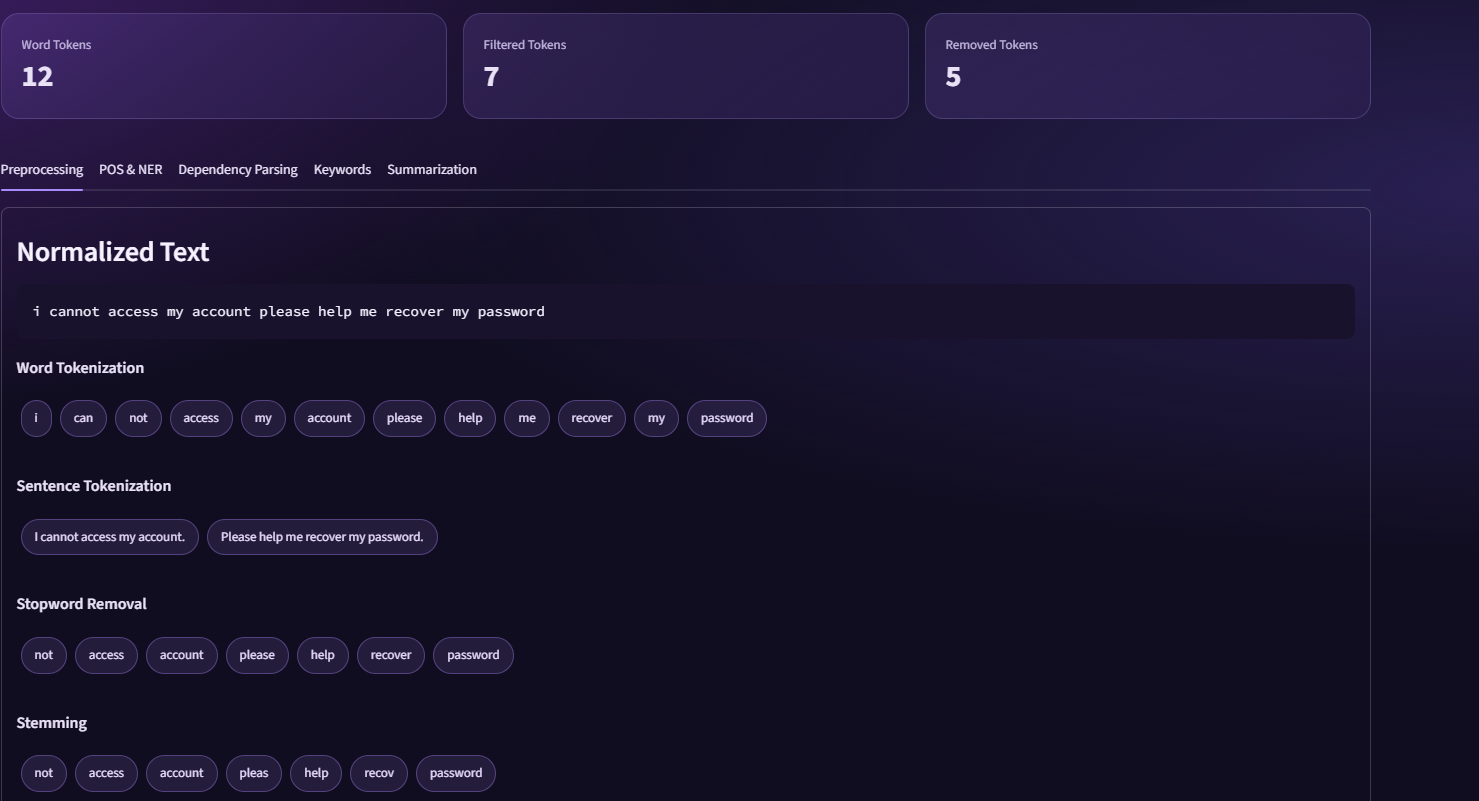 Word Tokens Filtered Tokens Removed Tokens
12 7 5
Preprocessing POS & NER Dependency Parsing Keywords Summarization
Normalized Text
i cannot access my account please help me recover my password
Word Tokenization
i can not access my account please help me recover my password
Sentence Tokenization
I cannot access my account. Please help me recover my password.
Stopword Removal
not access account please help recover password
Stemming
not access account pleas help recov password